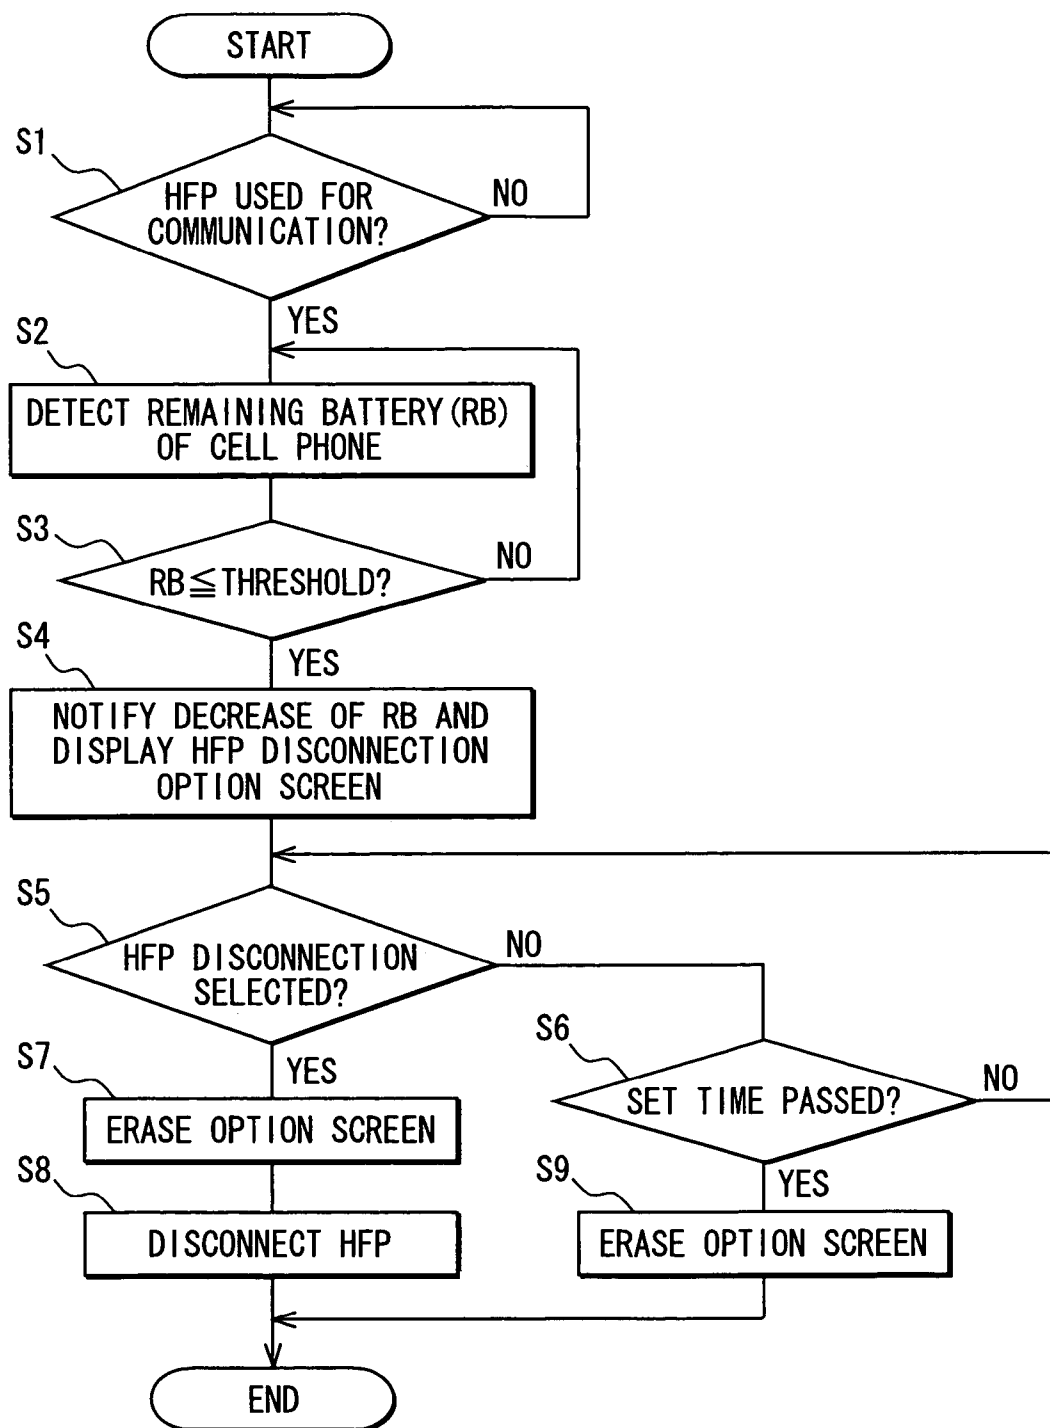 START
S1
HFP USED FOR
COMMUNICATION?
NO
YES
S2
DETECT REMAINING BATTERY(RB)
OF CELL PHONE
S3
RB≦THRESHOLD?
NO
YES
S4
NOTIFY DECREASE OF RB AND
DISPLAY HFP DISCONNECTION
OPTION SCREEN
S5
HFP DISCONNECTION
SELECTED?
NO
YES
S6
SET TIME PASSED?
NO
YES
S7
ERASE OPTION SCREEN
S8
DISCONNECT HFP
S9
ERASE OPTION SCREEN
END